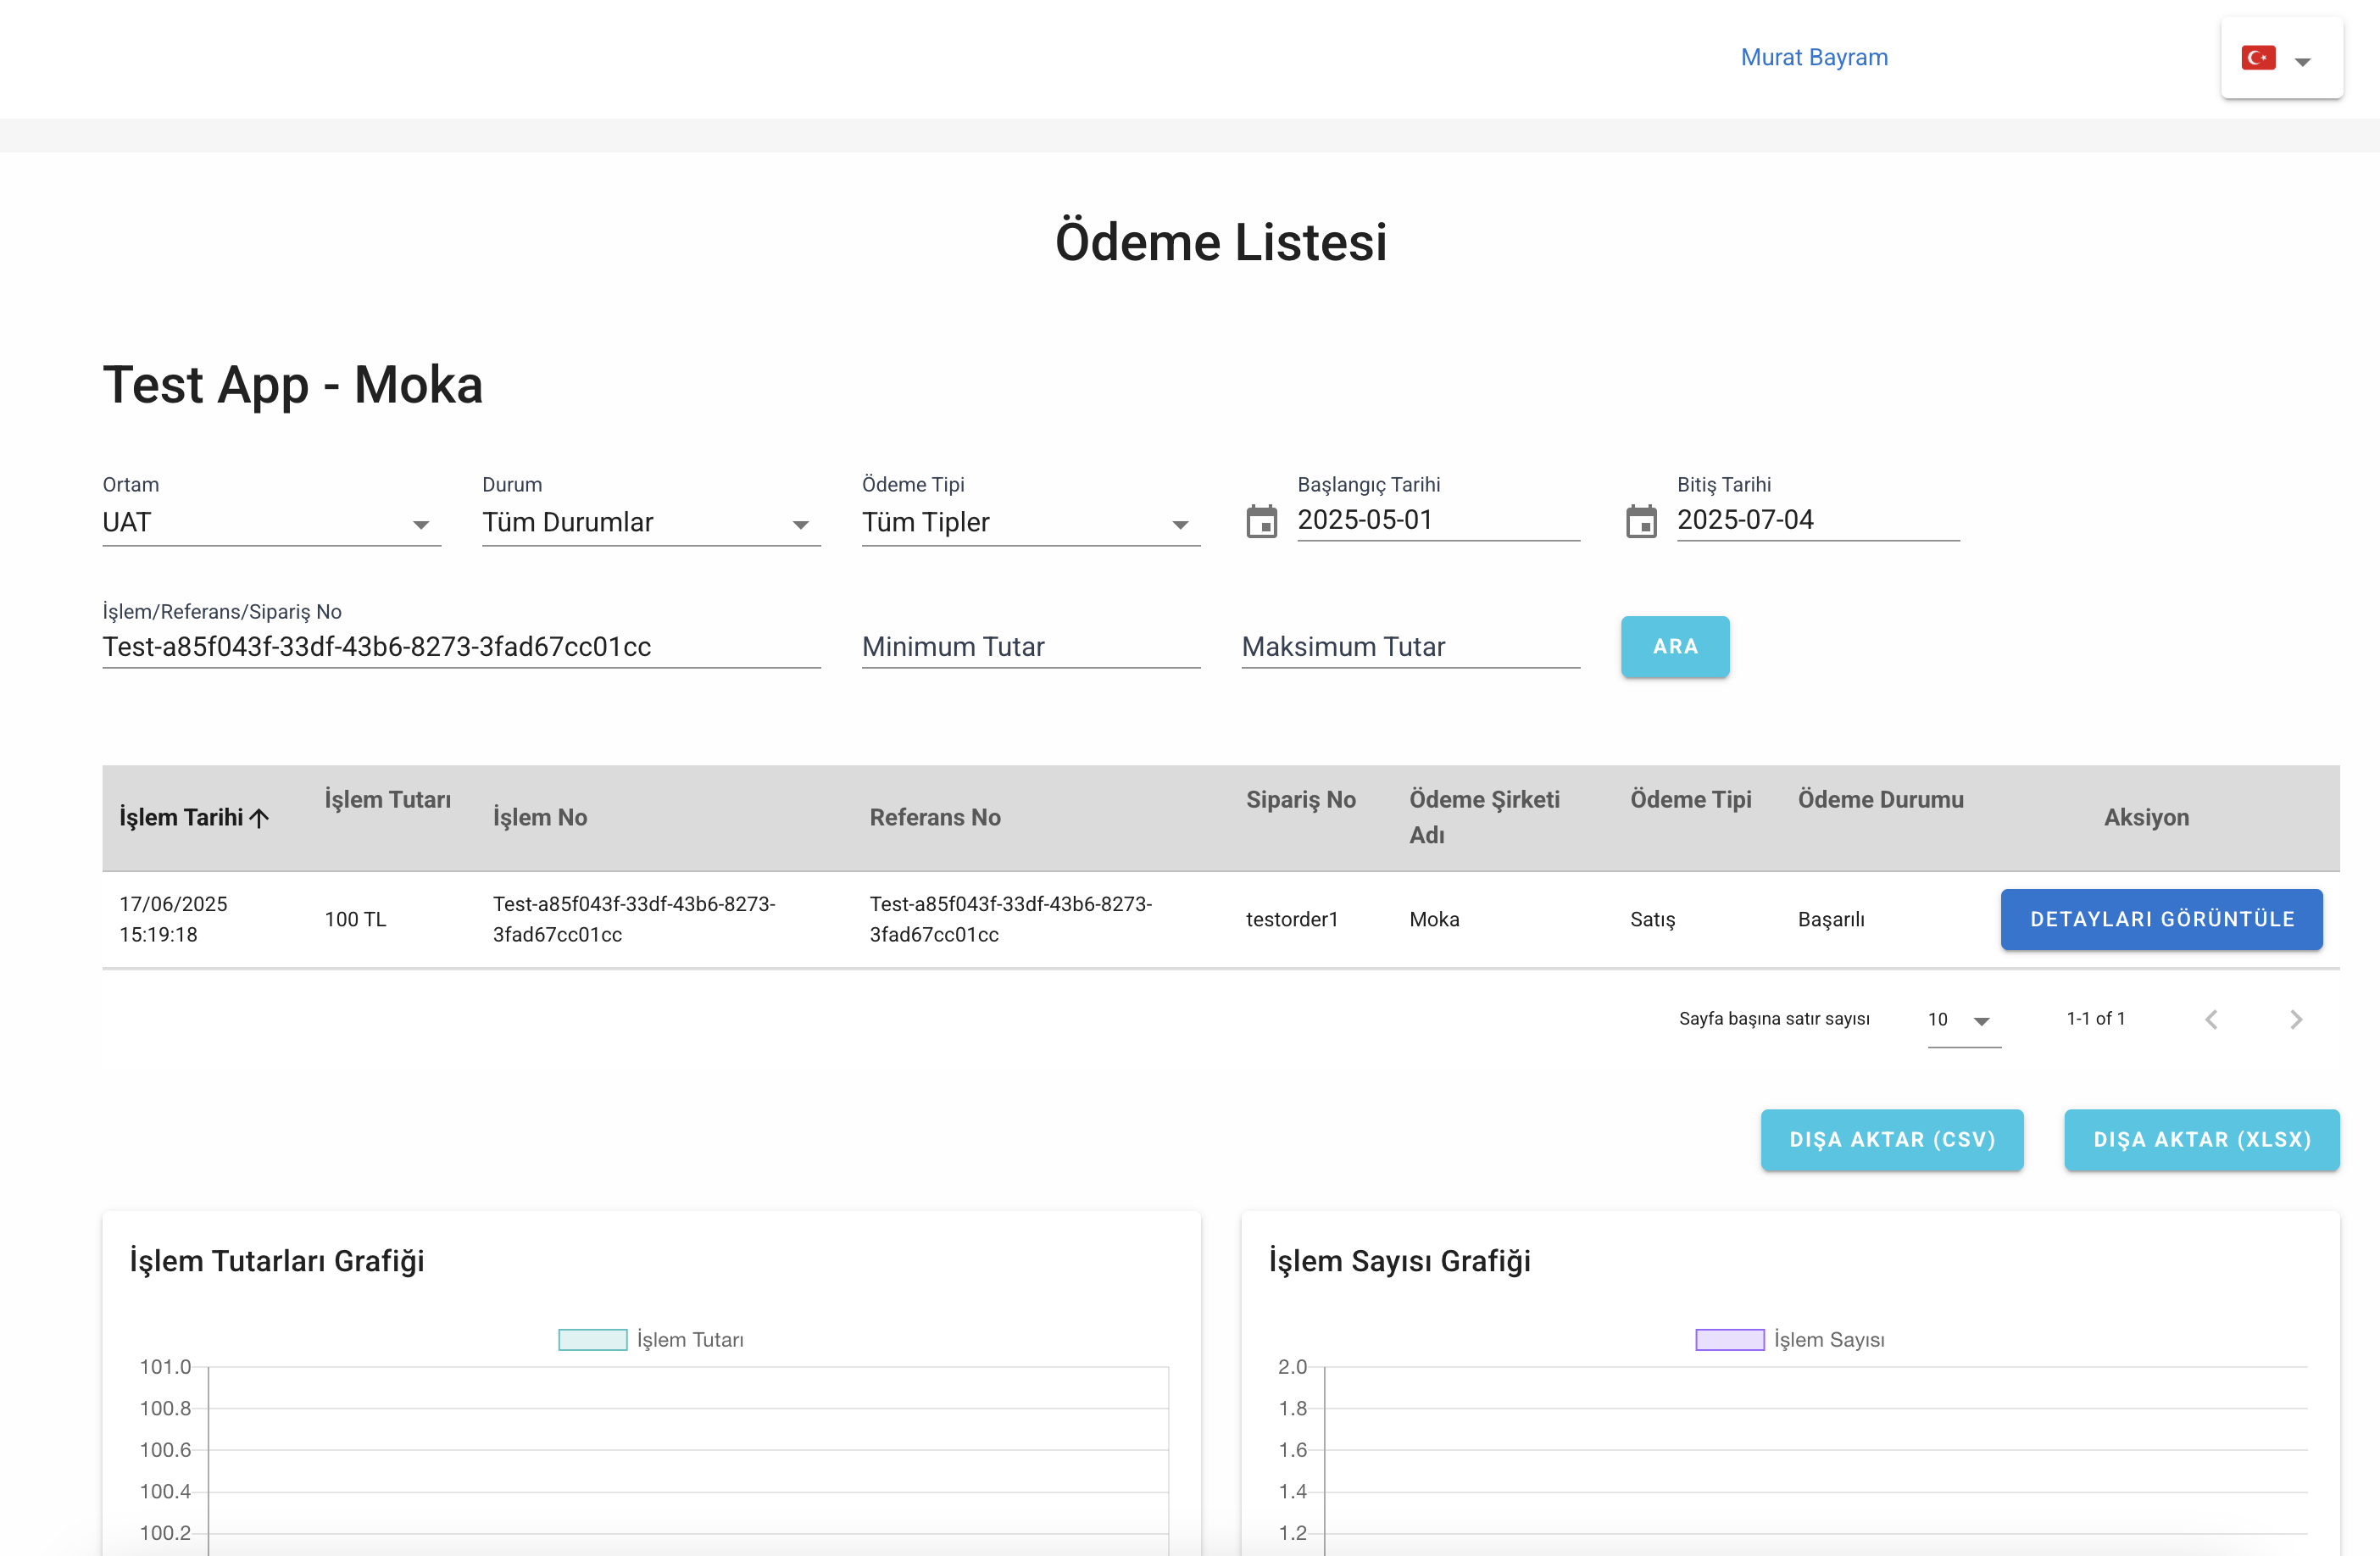 Murat Bayram
Ödeme Listesi
Test App - Moka
Ortam
UAT
Durum
Tüm Durumlar
Ödeme Tipi
Tüm Tipler
Başlangıç Tarihi
2025-05-01
Bitiş Tarihi
2025-07-04
İşlem/Referans/Sipariş No
Test-a85f043f-33df-43b6-8273-3fad67cc01cc
Minimum Tutar
Maksimum Tutar
ARA
İşlem Tarihi
İşlem Tutarı
İşlem No
Referans No
Sipariş No
Ödeme Şirketi
Adı
Ödeme Tipi
Ödeme Durumu
Aksiyon
17/06/2025
15:19:18
100 TL
Test-a85f043f-33df-43b6-8273-
3fad67cc01cc
Test-a85f043f-33df-43b6-8273-
3fad67cc01cc
testorder1
Moka
Satış
Başarılı
DETAYLARI GÖRÜNTÜLE
Sayfa başına satır sayısı
10
1-1 of 1
DIŞA AKTAR (CSV)
DIŞA AKTAR (XLSX)
İşlem Tutarları Grafiği
İşlem Tutarı
101.0
100.8
100.6
100.4
100.2
İşlem Sayısı Grafiği
İşlem Sayısı
2.0
1.8
1.6
1.4
1.2